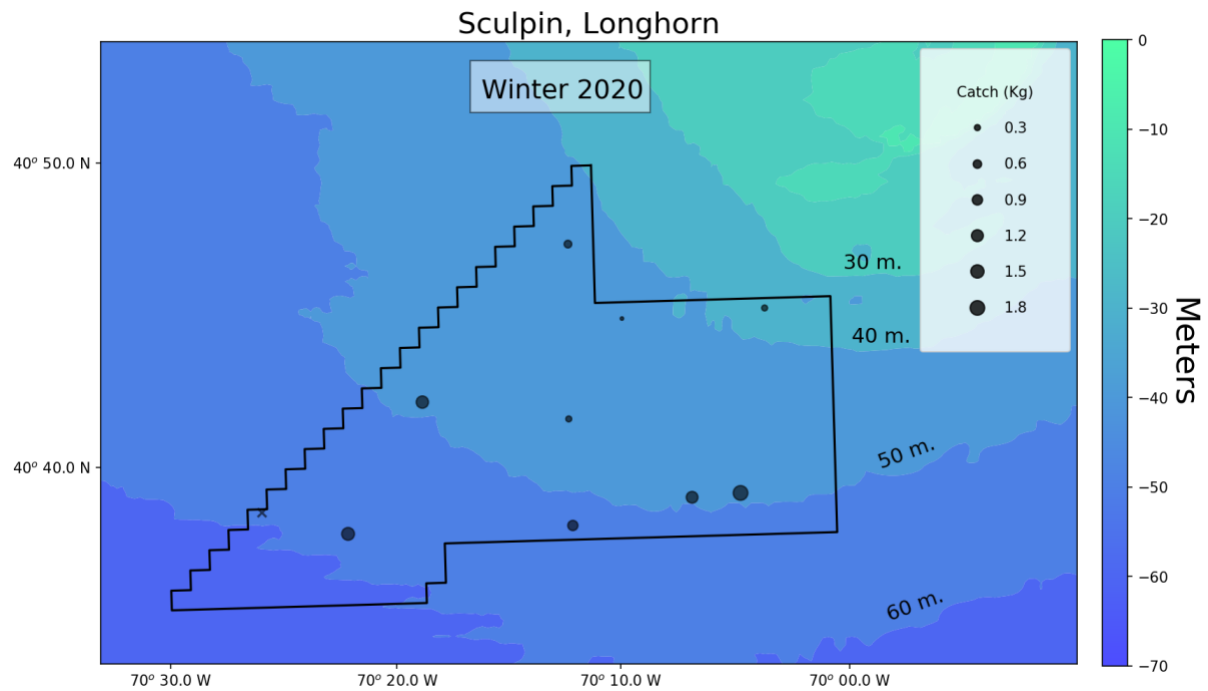 Sculpin, Longhorn
Winter 2020
Catch (Kg)
0.3
0.6
0.9
1.2
1.5
1.8
30 m.
40 m.
50 m.
60 m.
40° 50.0 N
40° 40.0 N
70° 30.0 W
70° 20.0 W
70° 10.0 W
70° 00.0 W
0
−10
−20
−30
−40
−50
−60
−70
Meters